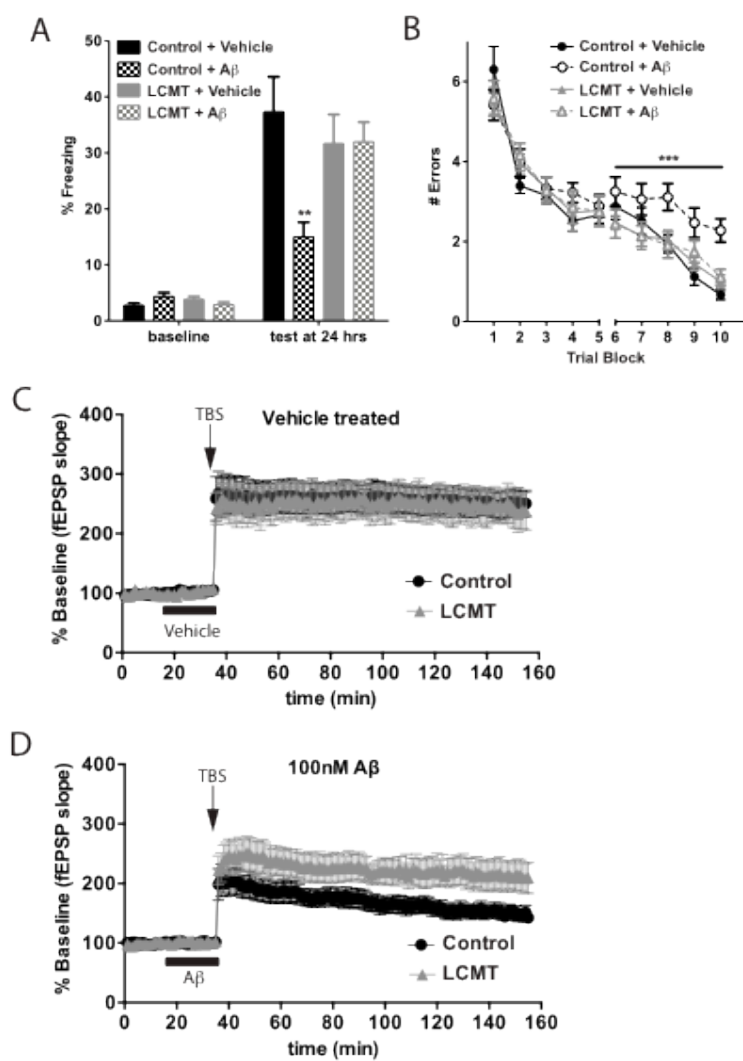 A
Control + Vehicle
Control + Aβ
LCMT + Vehicle
LCMT + Aβ
% Freezing
50
40
30
20
10
0
**
baseline
test at 24 hrs
B
Control + Vehicle
Control + Aβ
LCMT + Vehicle
LCMT + Aβ
***
# Errors
6
4
2
0
1 2 3 4 5 6 7 8 9 10
Trial Block
C
TBS
Vehicle treated
% Baseline (fEPSP slope)
400
300
200
100
0
Control
LCMT
Vehicle
0 20 40 60 80 100 120 140 160
time (min)
D
TBS
100nM Aβ
% Baseline (fEPSP slope)
400
300
200
100
0
Control
LCMT
Aβ
0 20 40 60 80 100 120 140 160
time (min)